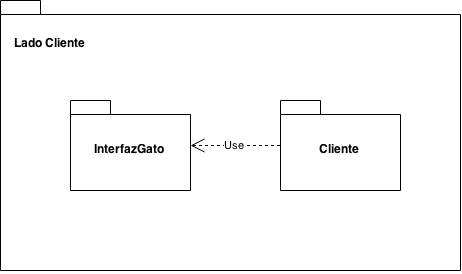 Lado Cliente
InterfazGato
Use
Cliente